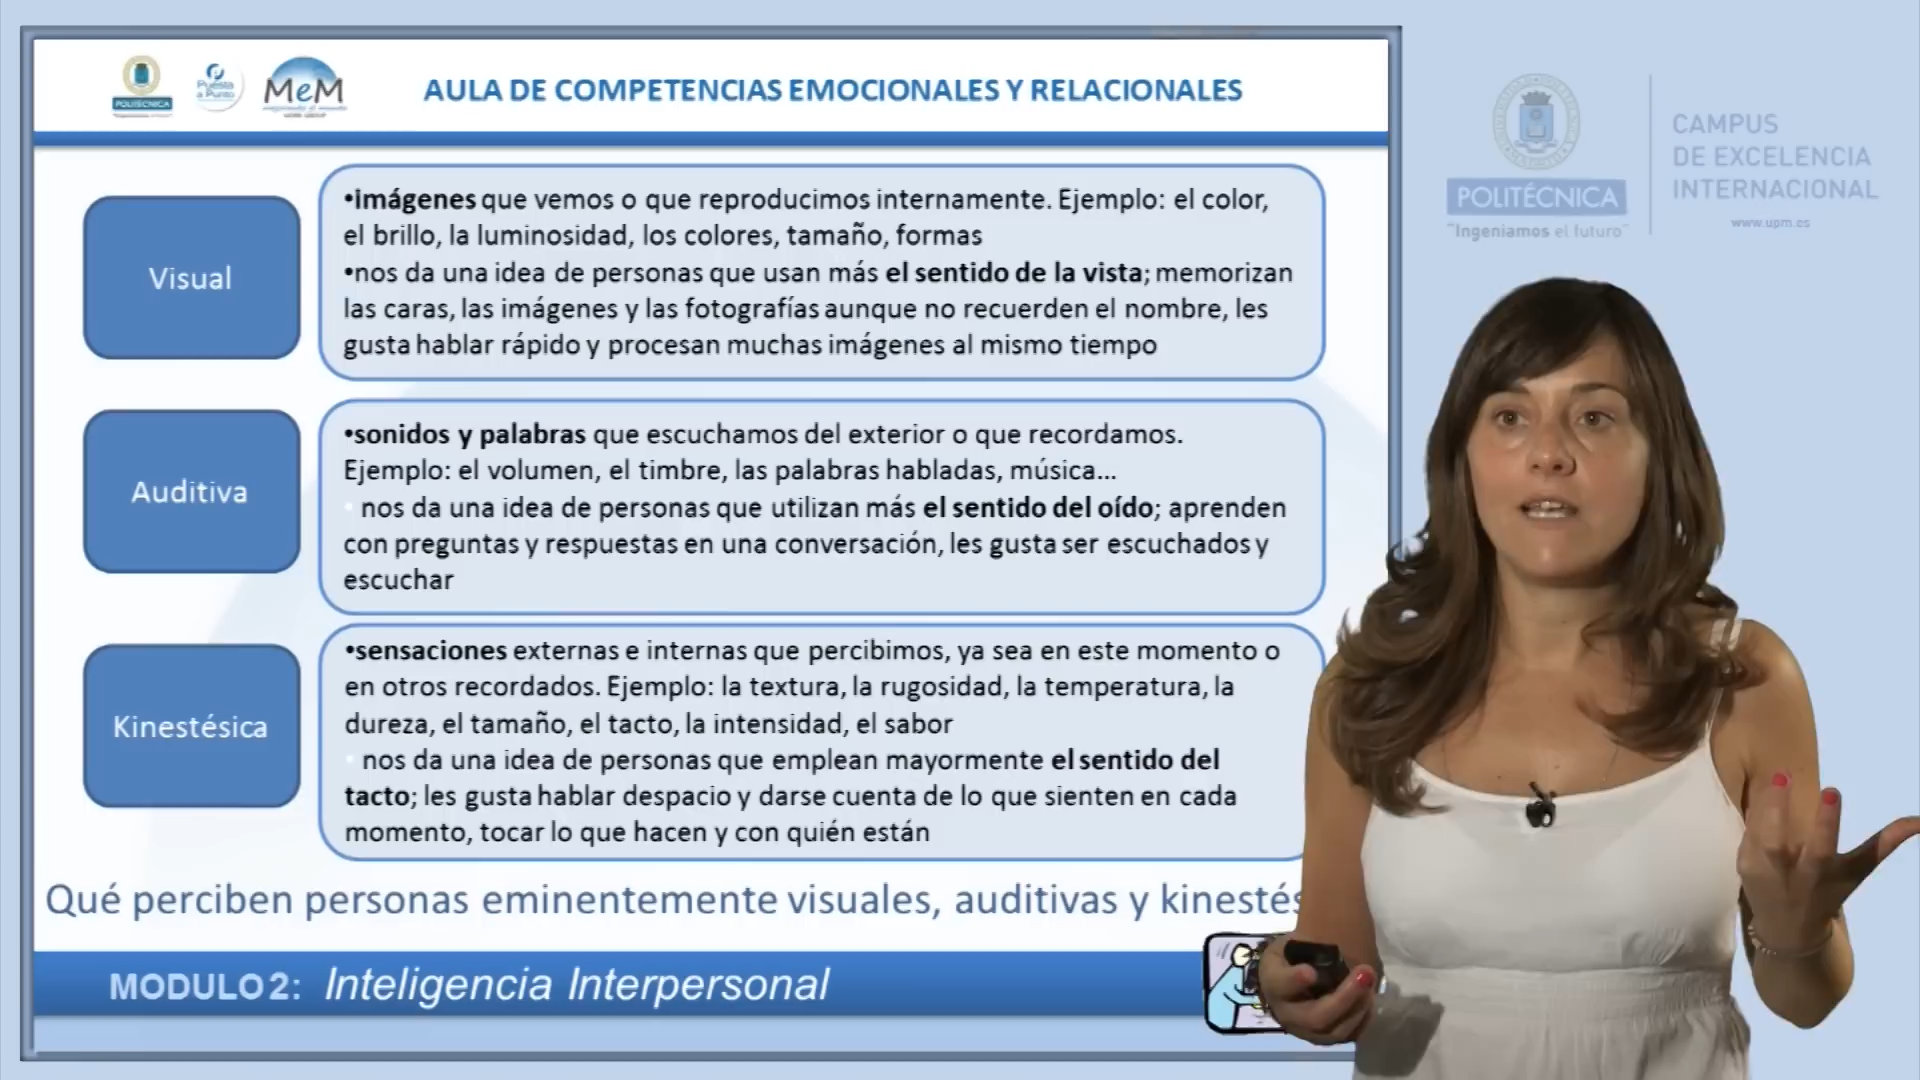 POLITÉCNICA
Puesta
a Punto
MeM
AULA DE COMPETENCIAS EMOCIONALES Y RELACIONALES
POLITÉCNICA
"Ingeniamos el futuro"
CAMPUS
DE EXCELENCIA
INTERNACIONAL
www.upm.es
Visual
•imágenes que vemos o que reproducimos internamente. Ejemplo: el color,
el brillo, la luminosidad, los colores, tamaño, formas
•nos da una idea de personas que usan más el sentido de la vista; memorizan
las caras, las imágenes y las fotografías aunque no recuerden el nombre, les
gusta hablar rápido y procesan muchas imágenes al mismo tiempo
Auditiva
•sonidos y palabras que escuchamos del exterior o que recordamos.
Ejemplo: el volumen, el timbre, las palabras habladas, música...
• nos da una idea de personas que utilizan más el sentido del oído; aprenden
con preguntas y respuestas en una conversación, les gusta ser escuchados y
escuchar
Kinestésica
•sensaciones externas e internas que percibimos, ya sea en este momento o
en otros recordados. Ejemplo: la textura, la rugosidad, la temperatura, la
dureza, el tamaño, el tacto, la intensidad, el sabor
• nos da una idea de personas que emplean mayormente el sentido del
tacto; les gusta hablar despacio y darse cuenta de lo que sienten en cada
momento, tocar lo que hacen y con quién están
Qué perciben personas eminentemente visuales, auditivas y kinesté
MODULO 2: Inteligencia Interpersonal